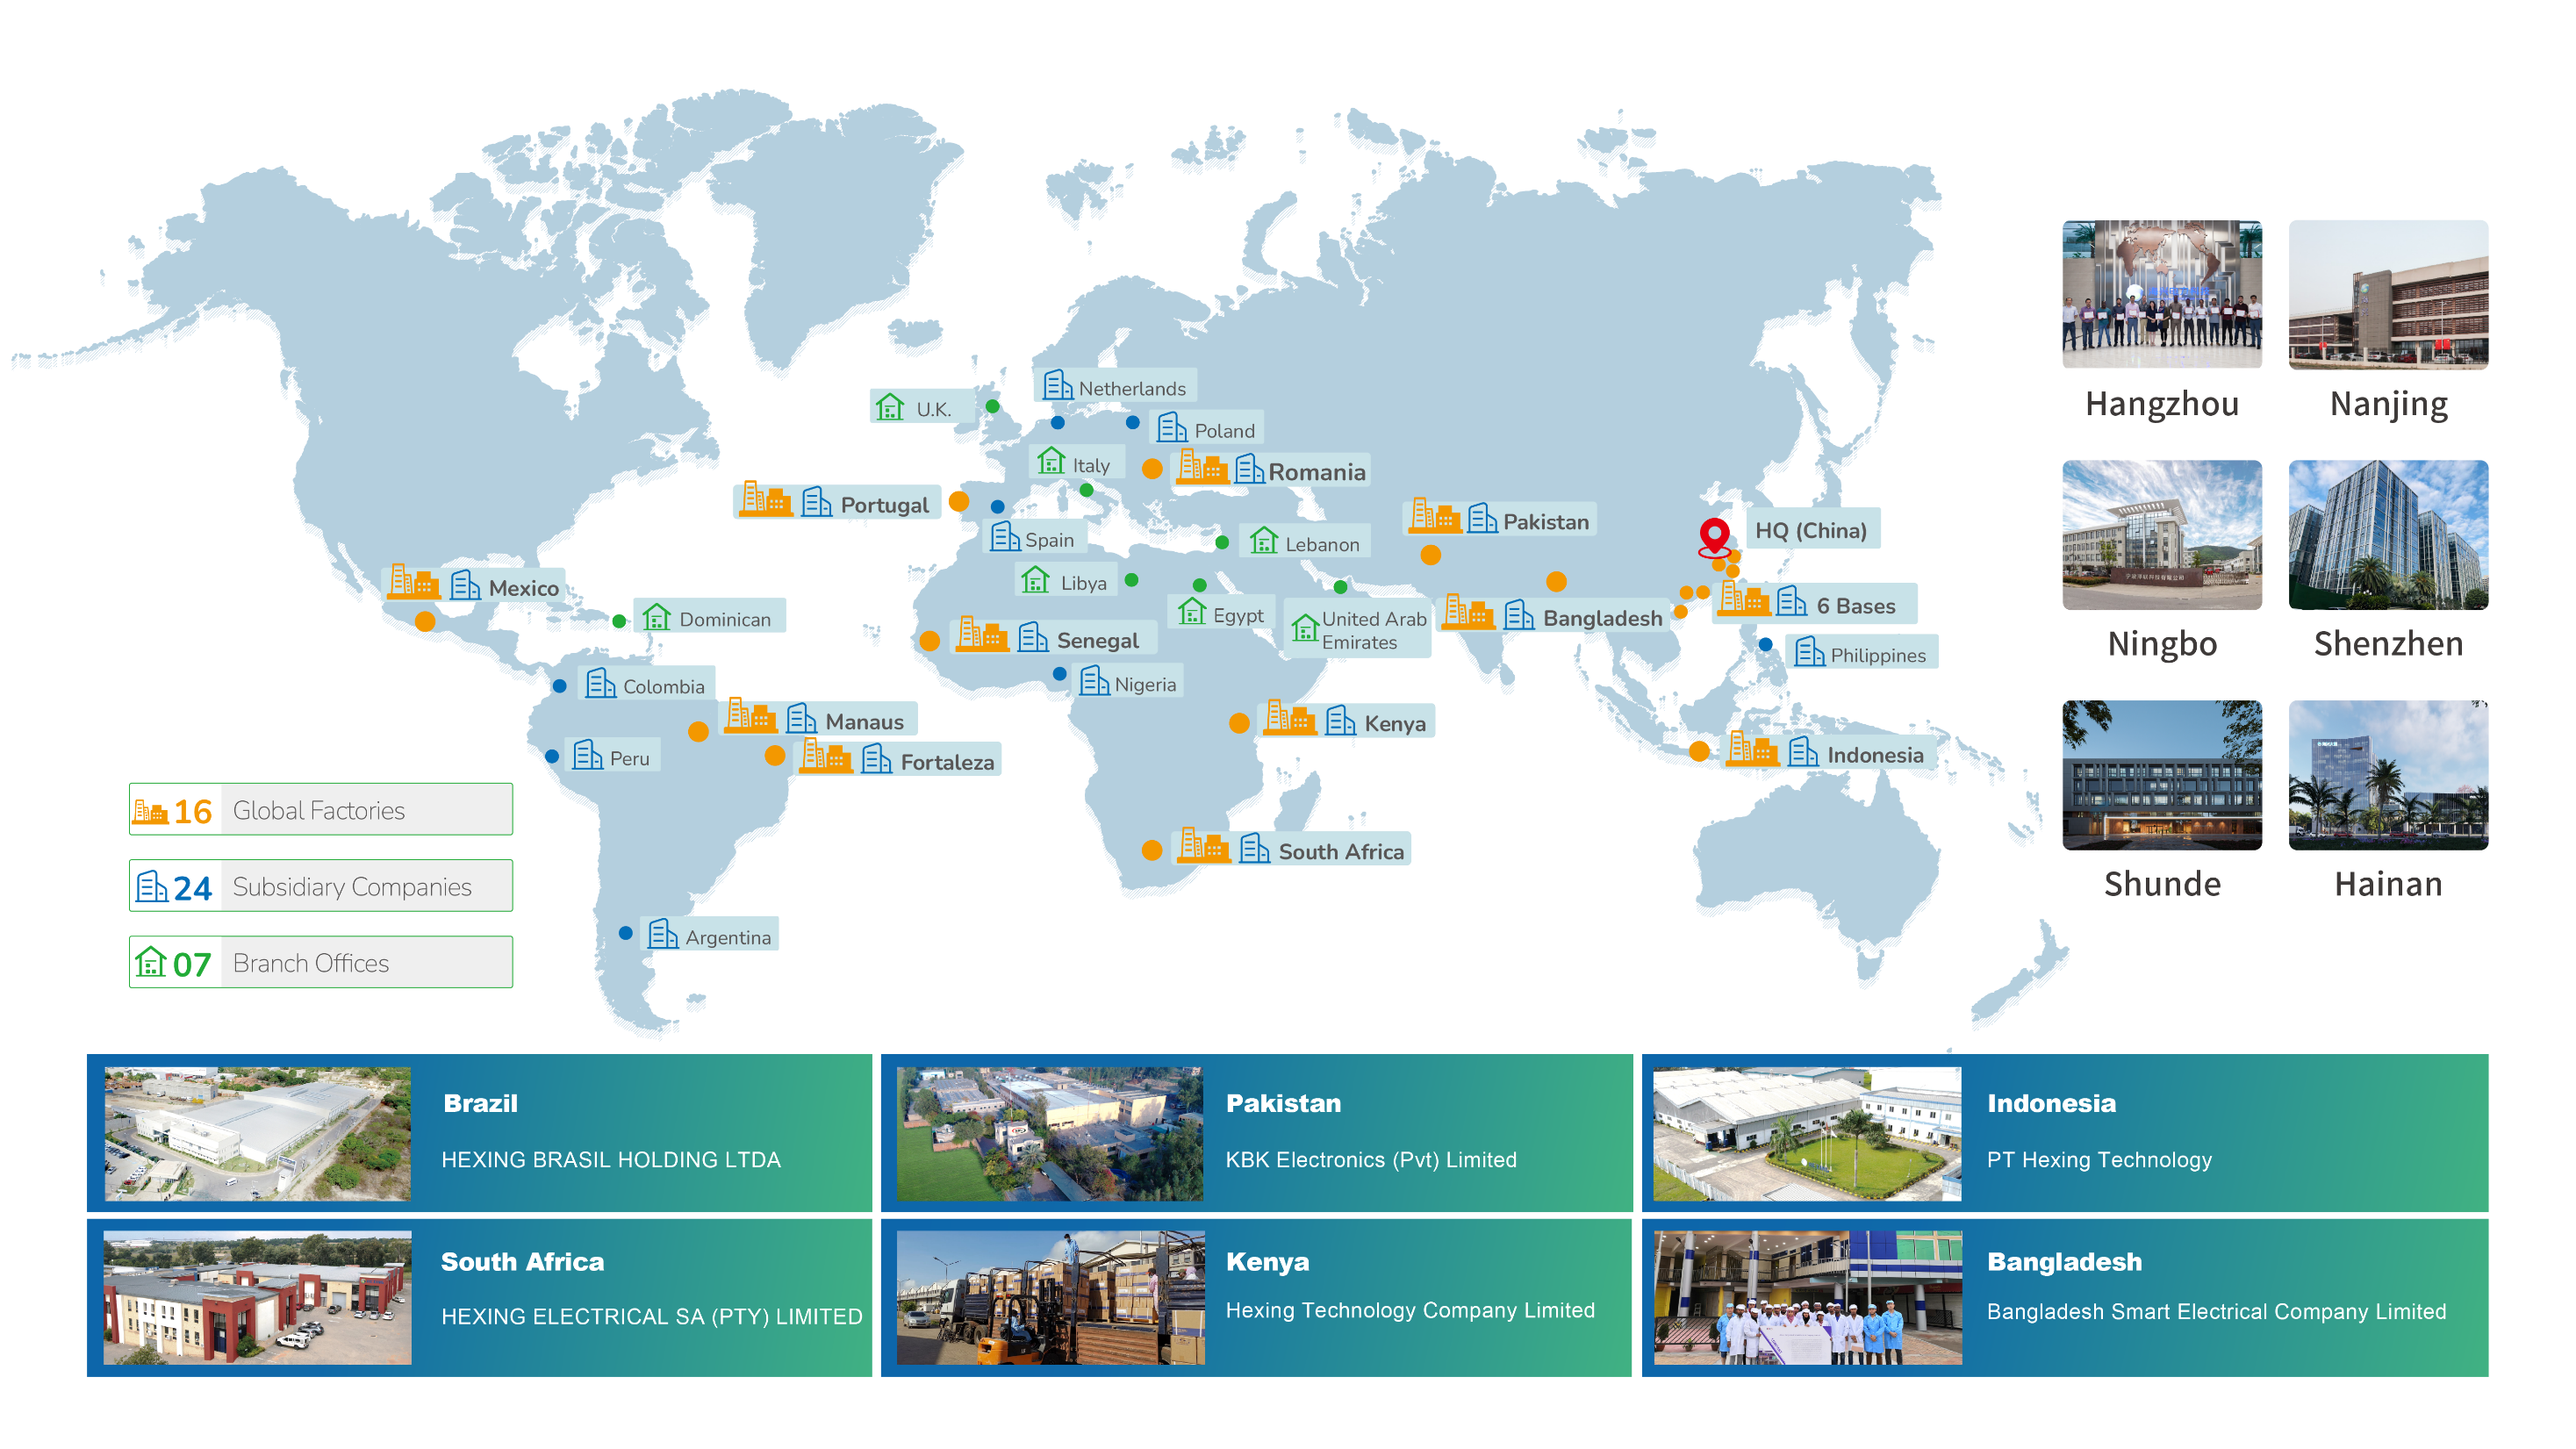 Hangzhou
Nanjing
Netherlands
U.K.
Poland
Italy
Romania
Portugal
Pakistan
HQ (China)
Spain
Lebanon
Ningbo
Shenzhen
Libya
Mexico
6 Bases
Egypt
United Arab
Emirates
Bangladesh
Dominican
Senegal
Philippines
Nigeria
Colombia
Manaus
Kenya
Indonesia
Peru
Fortaleza
16 Global Factories
South Africa
Shunde
Hainan
24 Subsidiary Companies
Argentina
07 Branch Offices
Brazil
HEXING BRASIL HOLDING LTDA
Pakistan
KBK Electronics (Pvt) Limited
Indonesia
PT Hexing Technology
South Africa
HEXING ELECTRICAL SA (PTY) LIMITED
Kenya
Hexing Technology Company Limited
Bangladesh
Bangladesh Smart Electrical Company Limited